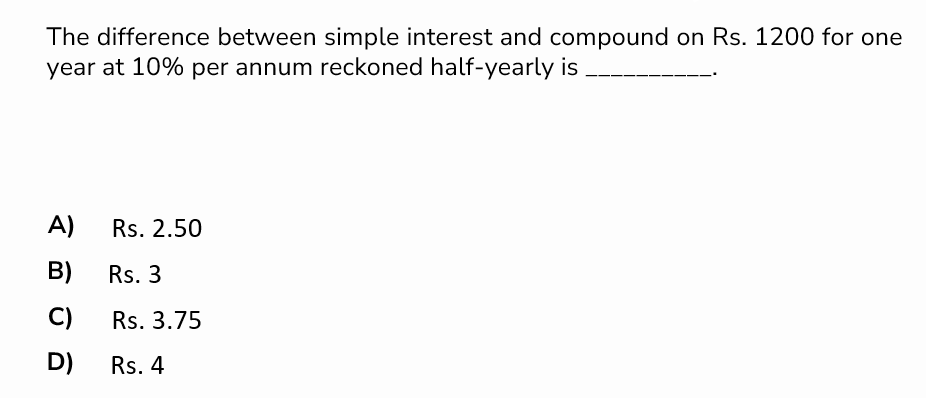 The difference between simple interest and compound on Rs. 1200 for one
year at 10% per annum reckoned half-yearly is __________.
A) Rs. 2.50
B) Rs. 3
C) Rs. 3.75
D) Rs. 4